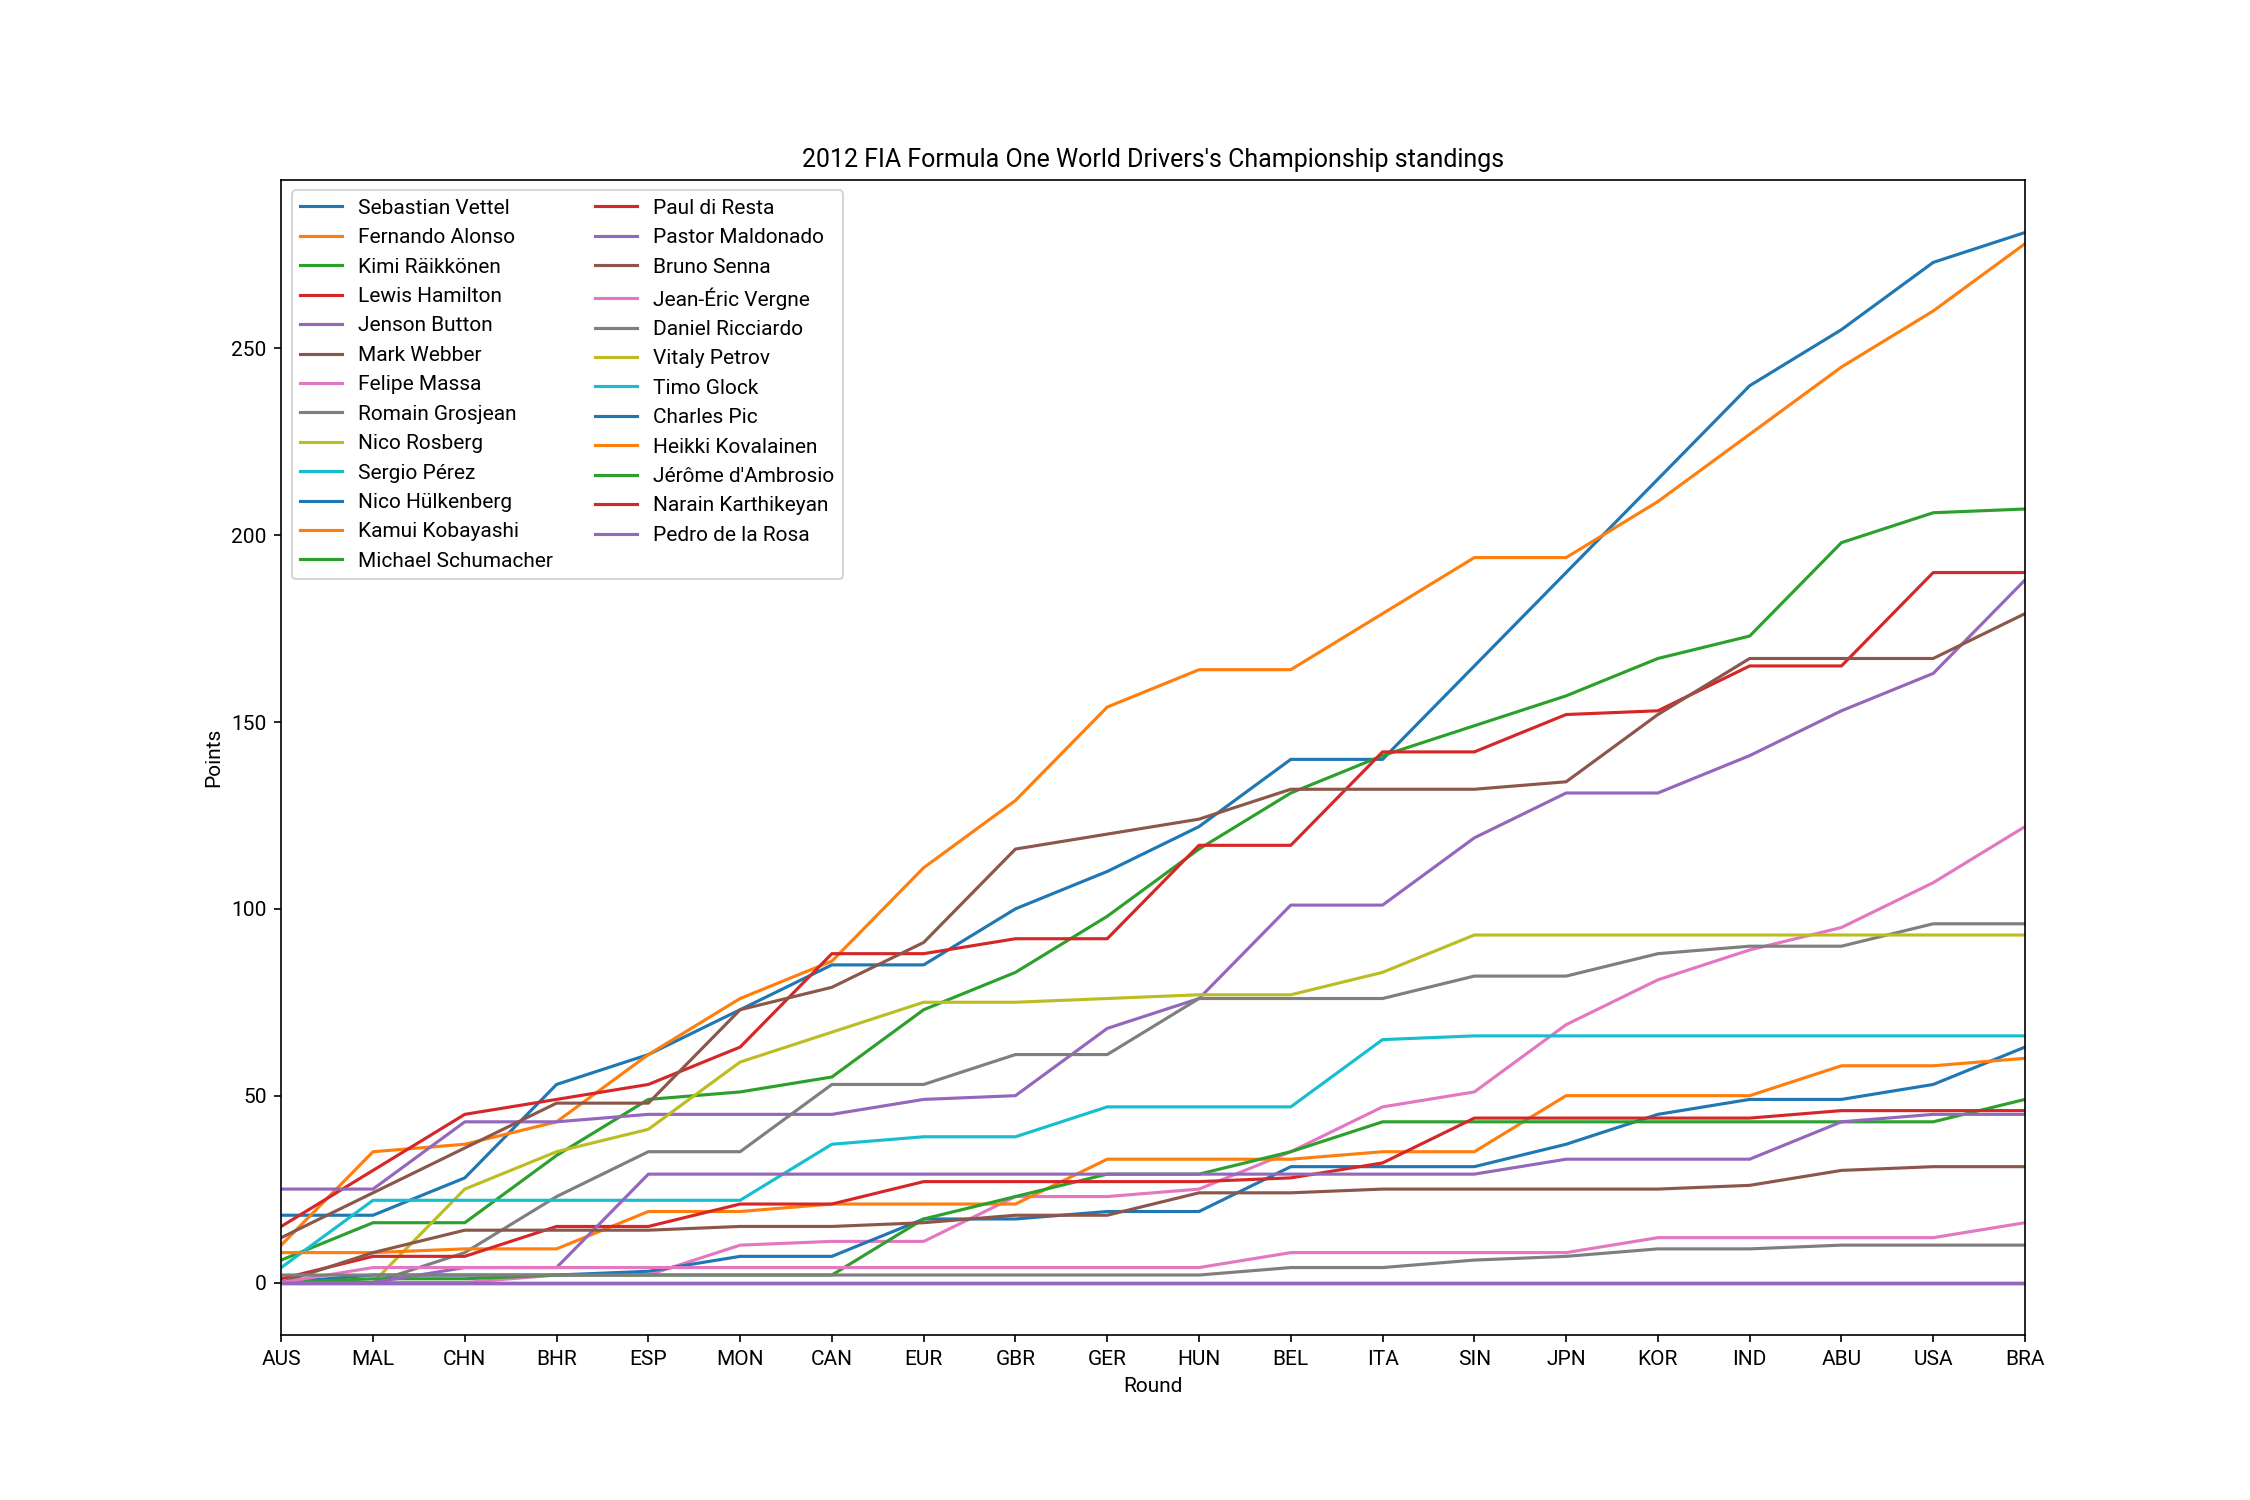 2012 FIA Formula One World Drivers's Championship standings
Sebastian Vettel
Fernando Alonso
Kimi Räikkönen
Lewis Hamilton
Jenson Button
Mark Webber
Felipe Massa
Romain Grosjean
Nico Rosberg
Sergio Pérez
Nico Hülkenberg
Kamui Kobayashi
Michael Schumacher
Paul di Resta
Pastor Maldonado
Bruno Senna
Jean-Éric Vergne
Daniel Ricciardo
Vitaly Petrov
Timo Glock
Charles Pic
Heikki Kovalainen
Jérôme d'Ambrosio
Narain Karthikeyan
Pedro de la Rosa
250
200
150
100
50
0
Points
AUS MAL CHN BHR ESP MON CAN EUR GBR GER HUN BEL ITA SIN JPN KOR IND ABU USA BRA
Round